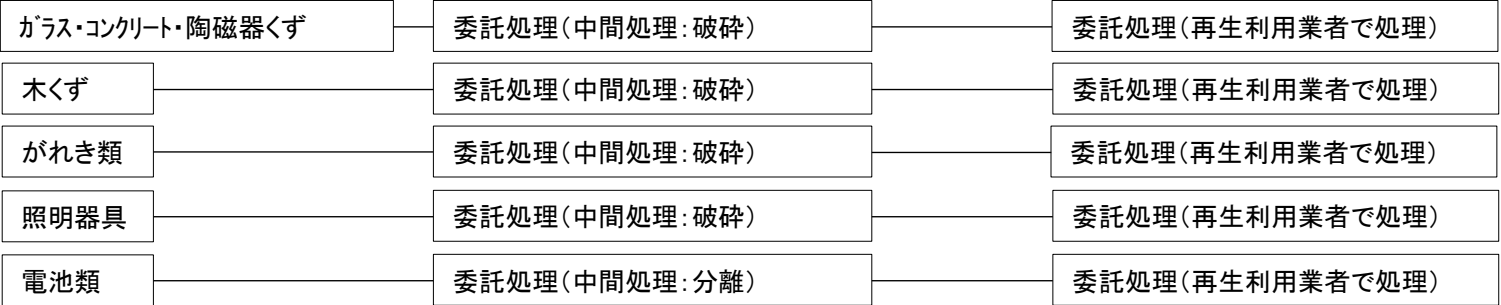 ｶﾞﾗｽ・ｺﾝｸﾘｰﾄ・陶磁器くず 委託処理（中間処理：破砕） 委託処理（再生利用業者で処理）
木くず 委託処理（中間処理：破砕） 委託処理（再生利用業者で処理）
がれき類 委託処理（中間処理：破砕） 委託処理（再生利用業者で処理）
照明器具 委託処理（中間処理：破砕） 委託処理（再生利用業者で処理）
電池類 委託処理（中間処理：分離） 委託処理（再生利用業者で処理）